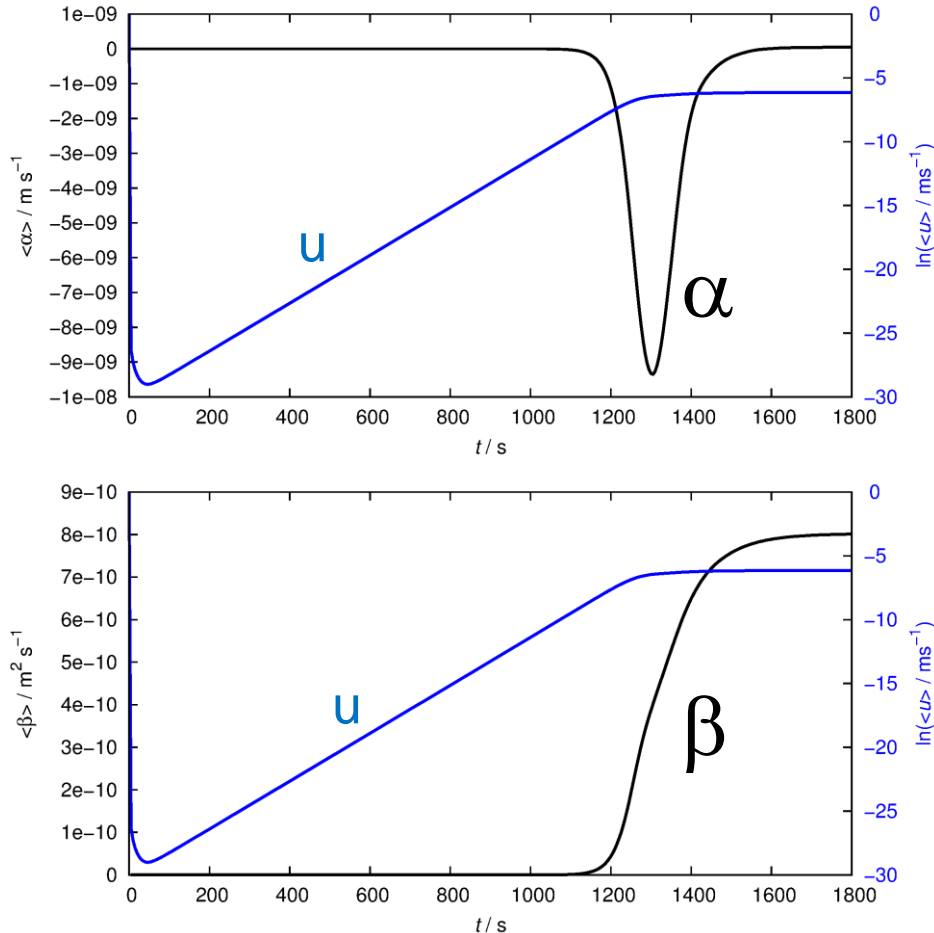 1e−09
0
−1e−09
−2e−09
−3e−09
−4e−09
−5e−09
−6e−09
−7e−09
−8e−09
−9e−09
−1e−08
<α> / m s⁻¹
0
−5
−10
−15
−20
−25
−30
ln(<u> / ms⁻¹)
u
α
0 200 400 600 800 1000 1200 1400 1600 1800
t / s
9e−10
8e−10
7e−10
6e−10
5e−10
4e−10
3e−10
2e−10
1e−10
0
<β> / m² s⁻¹
0
−5
−10
−15
−20
−25
−30
ln(<u> / ms⁻¹)
u
β
0 200 400 600 800 1000 1200 1400 1600 1800
t / s